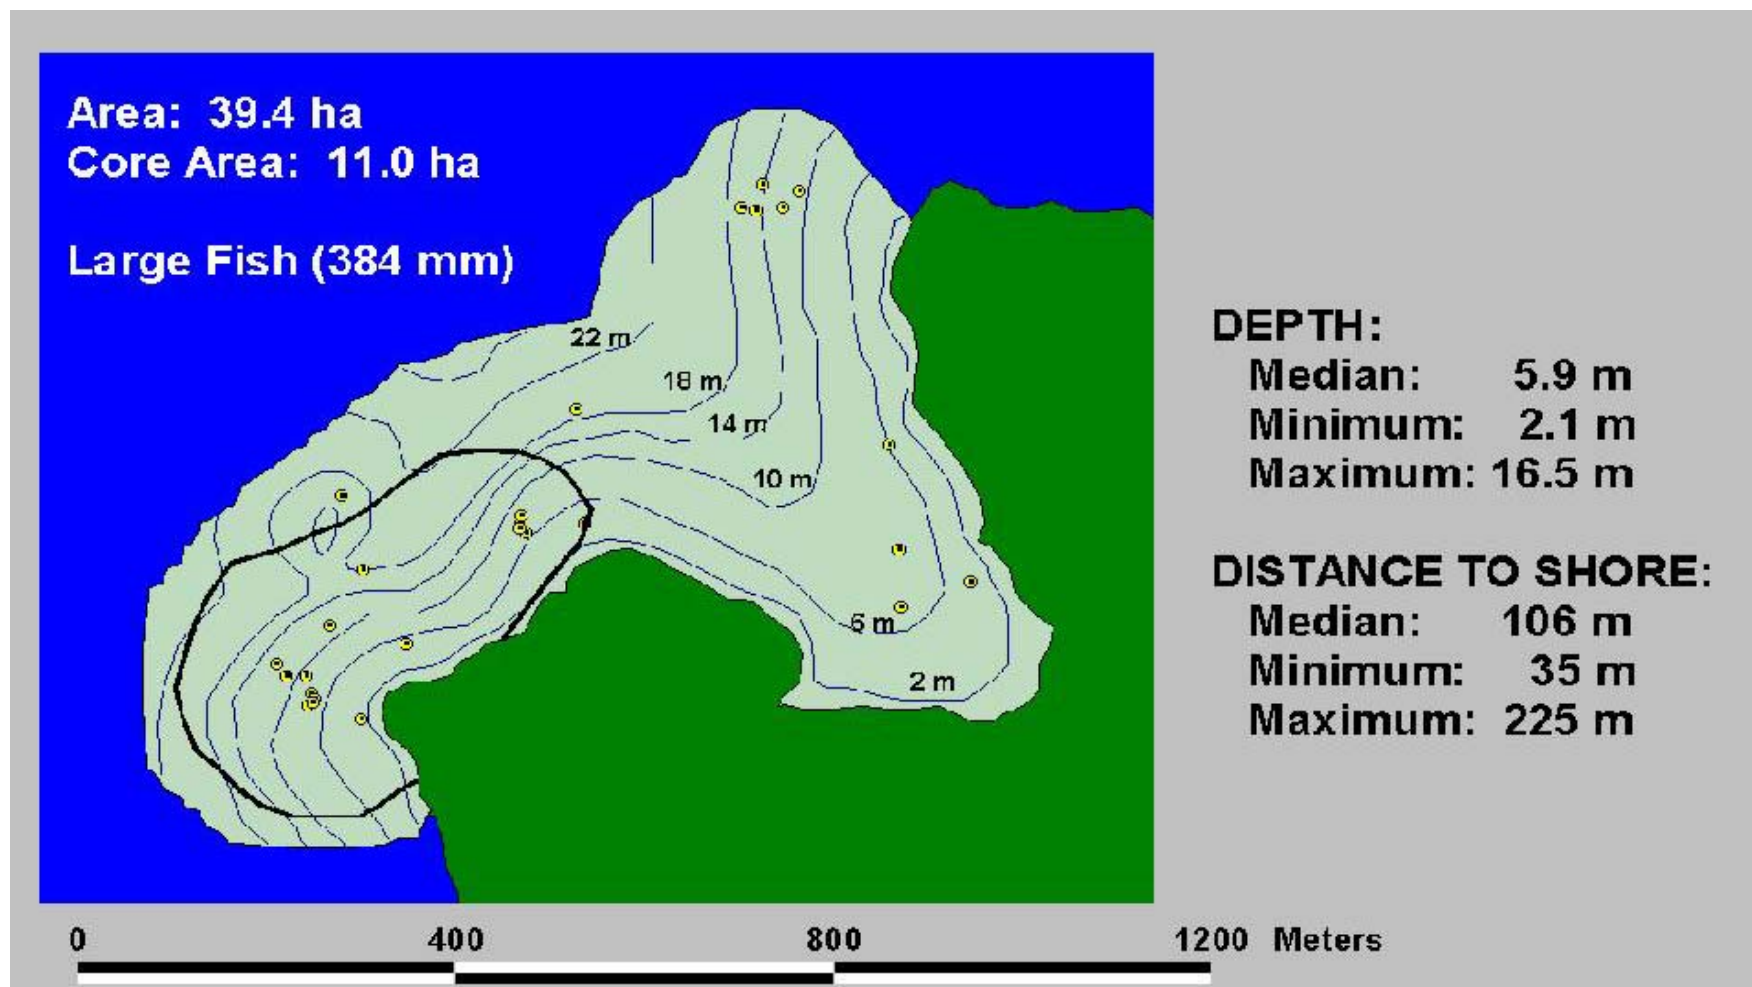 Area: 39.4 ha
Core Area: 11.0 ha
Large Fish (384 mm)
22 m
18 m
14 m
10 m
6 m
2 m
DEPTH:
Median: 5.9 m
Minimum: 2.1 m
Maximum: 16.5 m
DISTANCE TO SHORE:
Median: 106 m
Minimum: 35 m
Maximum: 225 m
0 400 800 1200 Meters